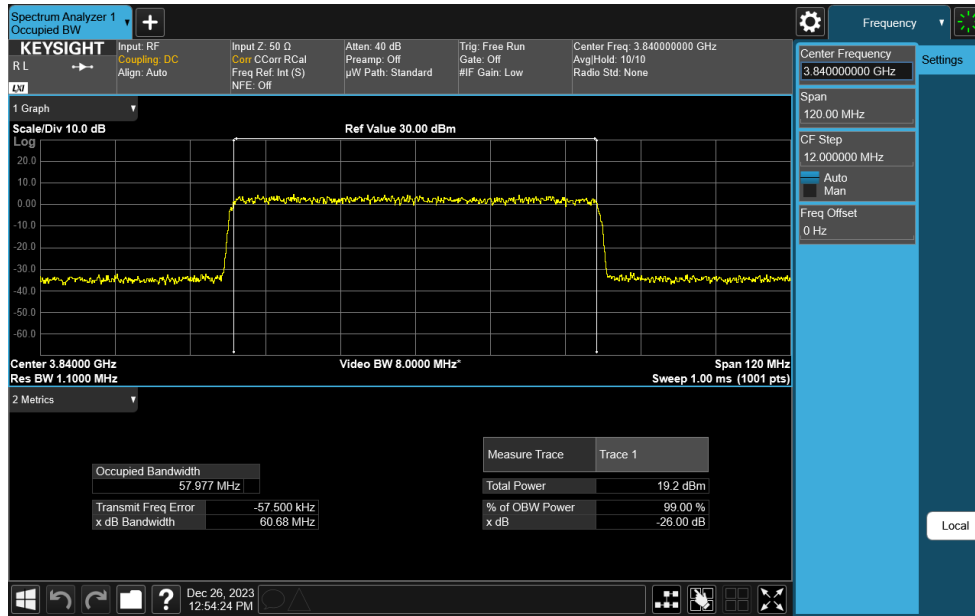 Spectrum Analyzer 1
Occupied BW
Frequency
KEYSIGHT
R L
LXI
Input: RF
Coupling: DC
Align: Auto
Input Z: 50 Ω
Corr CCorr RCal
Freq Ref: Int (S)
NFE: Off
Atten: 40 dB
Preamp: Off
µW Path: Standard
Trig: Free Run
Gate: Off
#IF Gain: Low
Center Freq: 3.840000000 GHz
Avg|Hold: 10/10
Radio Std: None
Center Frequency
3.840000000 GHz
Settings
Span
120.00 MHz
CF Step
12.000000 MHz
Auto
Man
Freq Offset
0 Hz
1 Graph
Scale/Div 10.0 dB
Ref Value 30.00 dBm
Log
20.0
10.0
0.00
-10.0
-20.0
-30.0
-40.0
-50.0
-60.0
Center 3.84000 GHz
Video BW 8.0000 MHz*
Span 120 MHz
Res BW 1.1000 MHz
Sweep 1.00 ms (1001 pts)
2 Metrics
Measure Trace Trace 1
Occupied Bandwidth
57.977 MHz
Total Power 19.2 dBm
Transmit Freq Error -57.500 kHz
% of OBW Power 99.00 %
x dB Bandwidth 60.68 MHz
x dB -26.00 dB
Local
?
Dec 26, 2023
12:54:24 PM